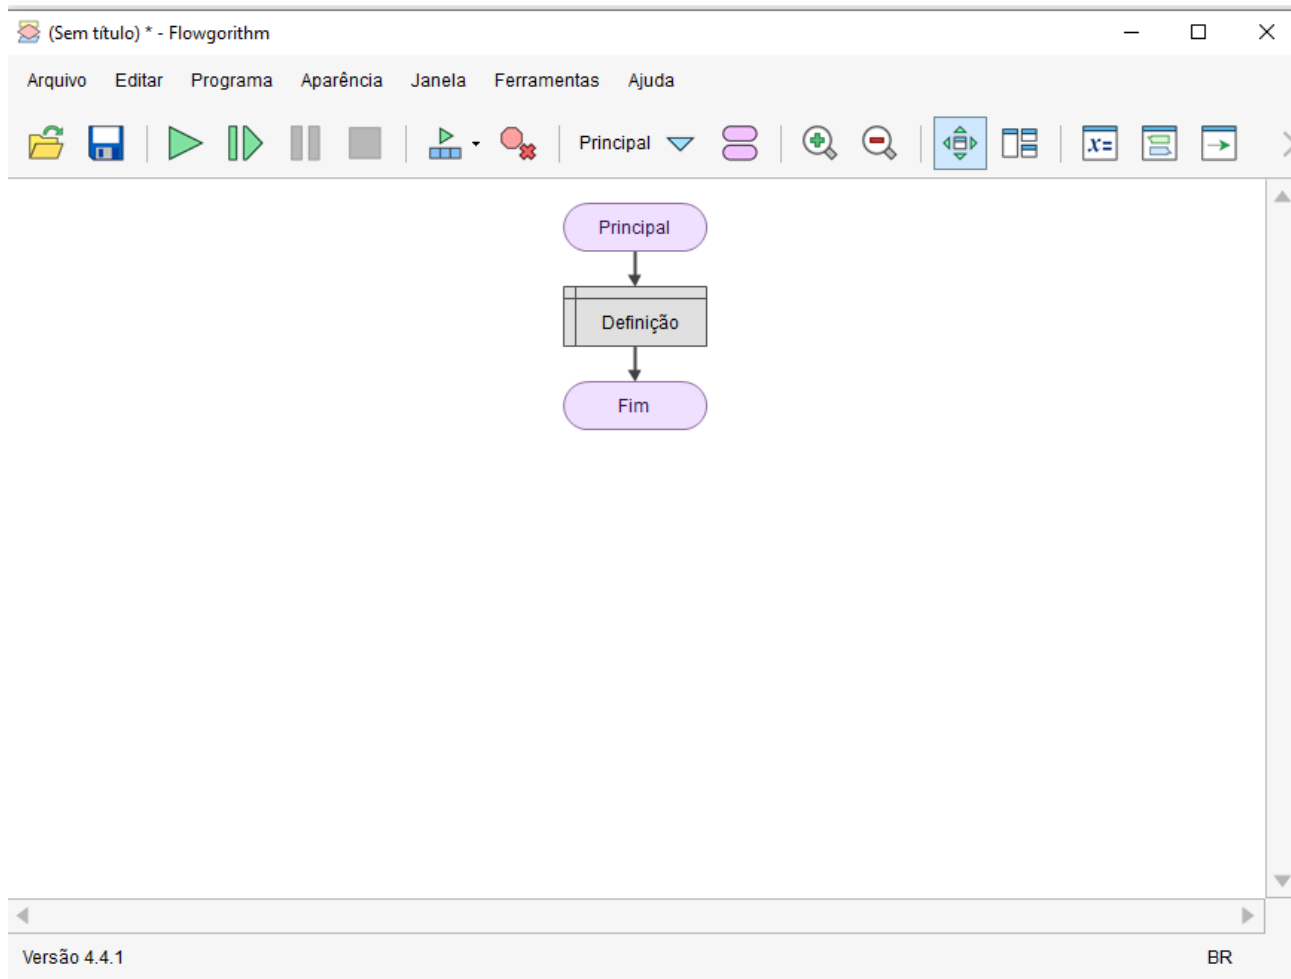 (Sem título) * - Flowgorithm
Arquivo Editar Programa Aparência Janela Ferramentas Ajuda
Principal
x=
Principal
Definição
Fim
Versão 4.4.1 BR